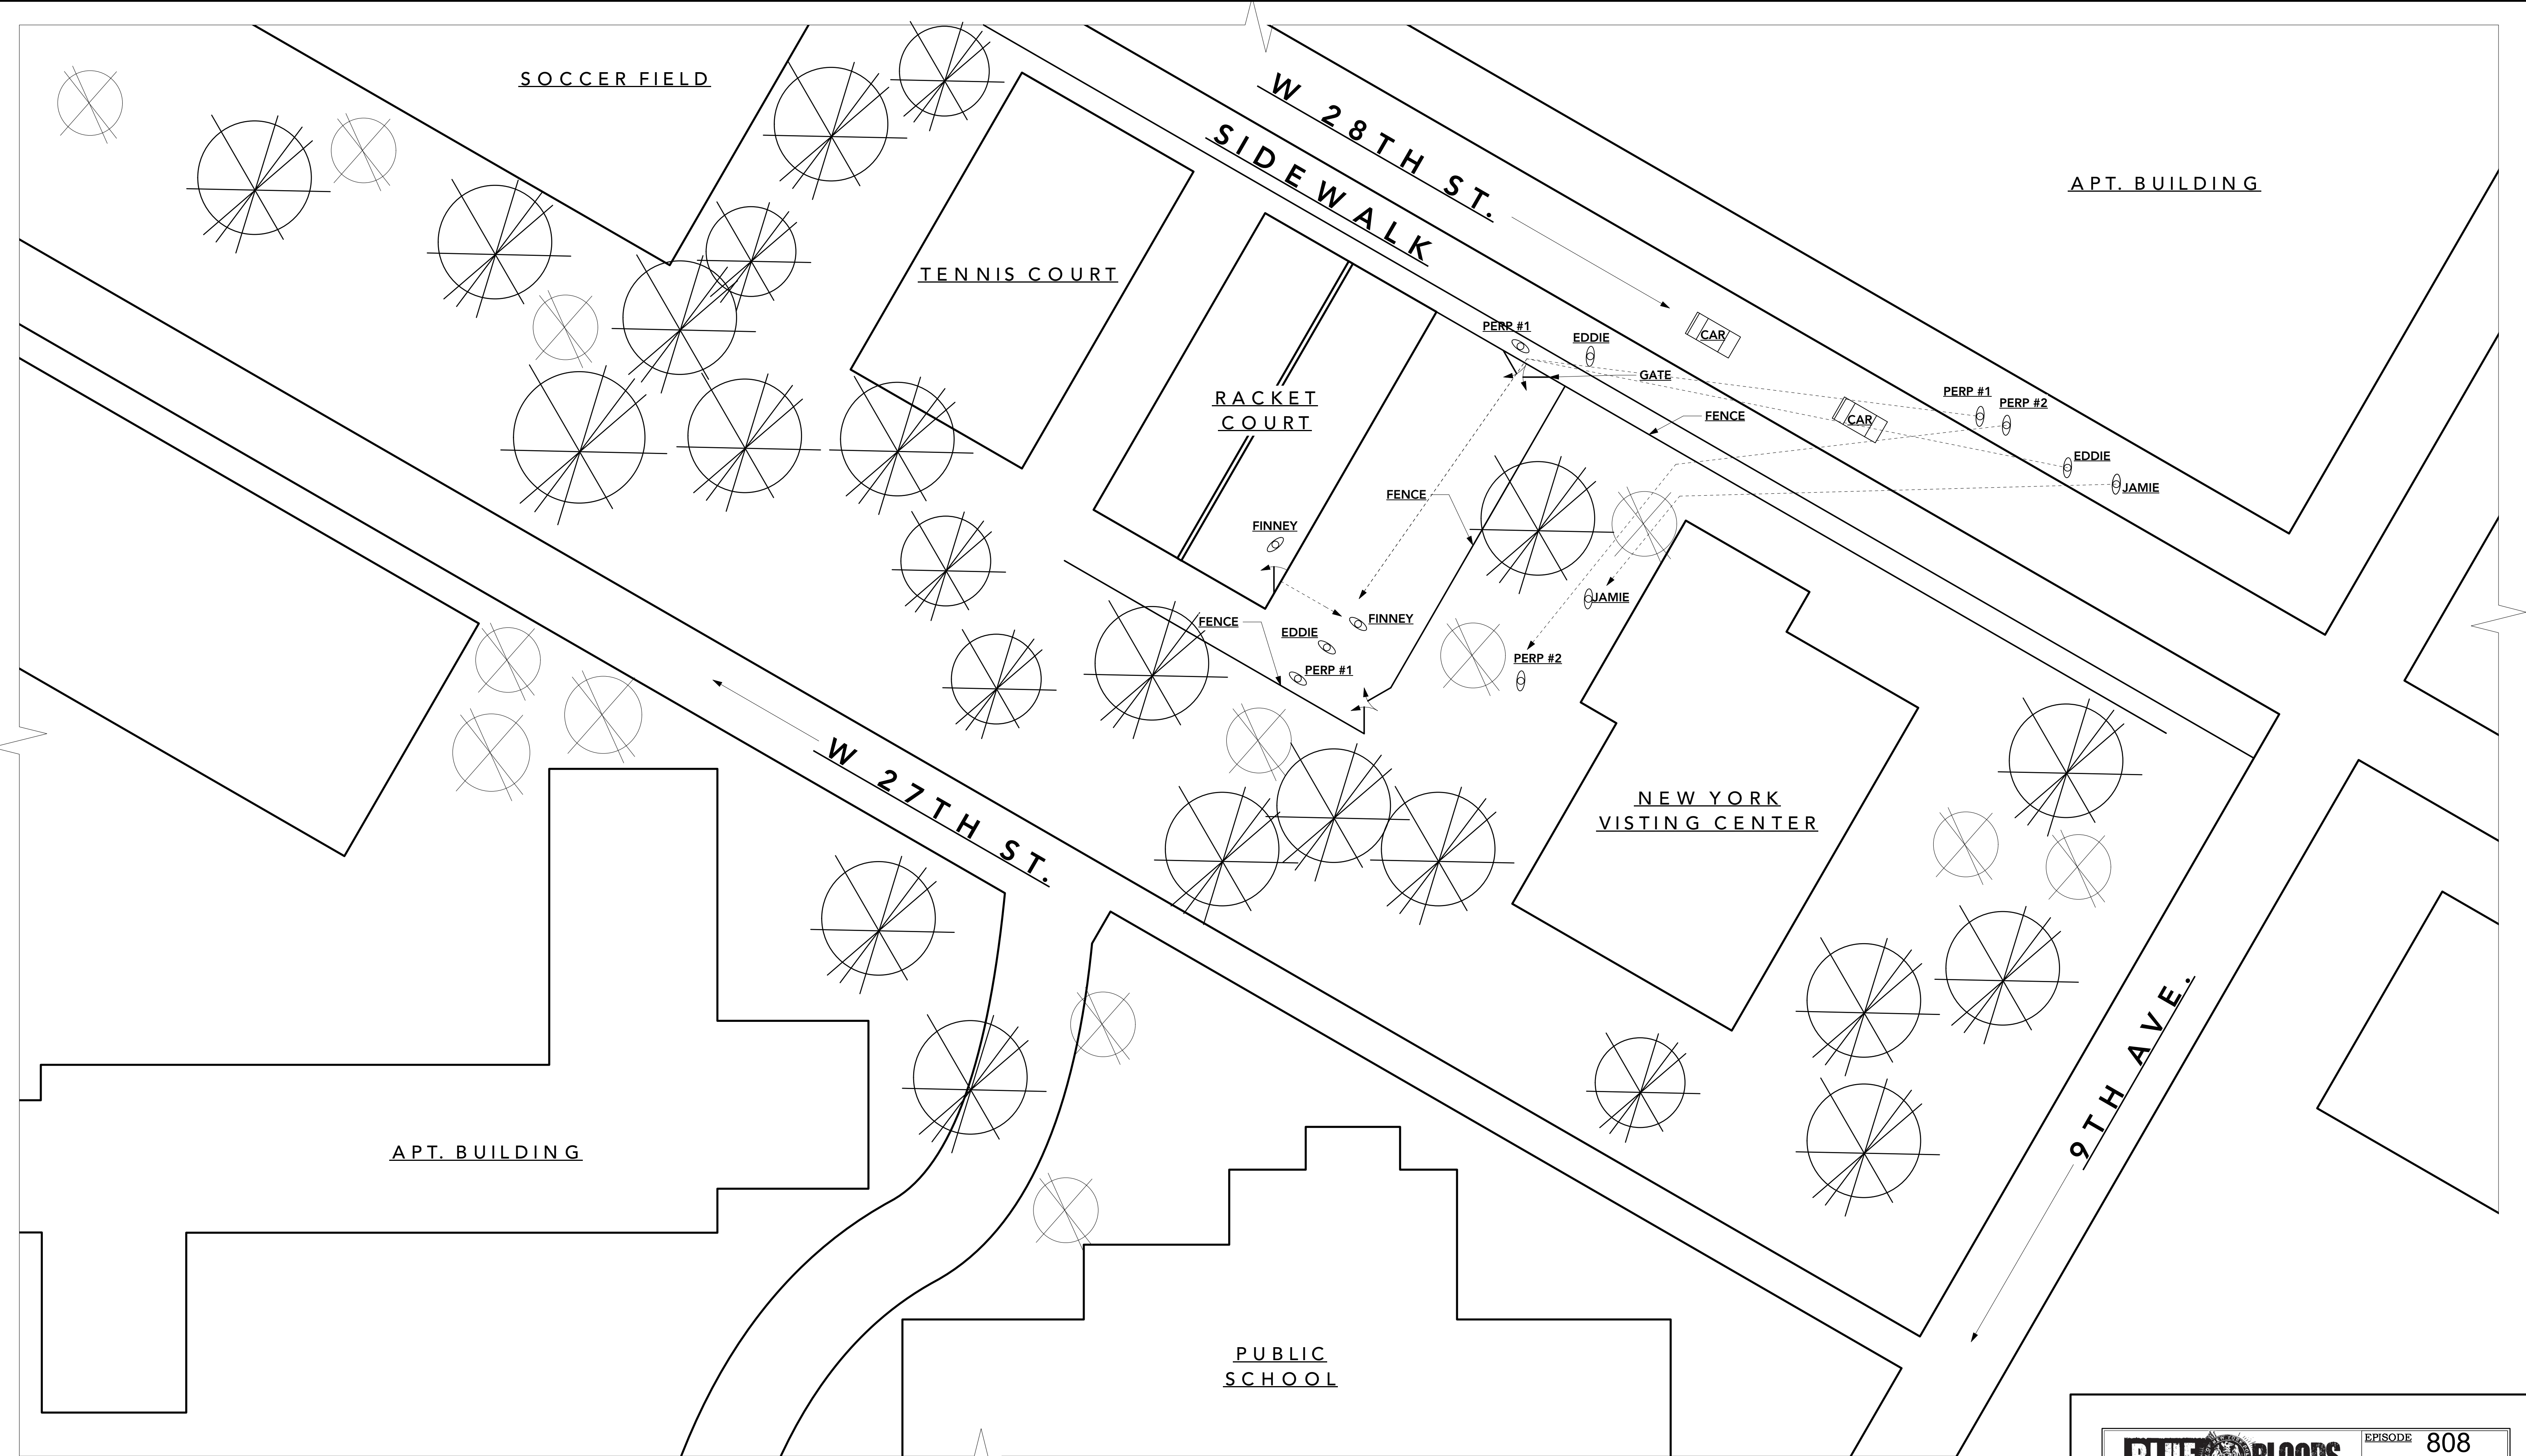 SOCCER FIELD
W 28TH ST.
SIDEWALK
APT. BUILDING
TENNIS COURT
PERP #1
EDDIE
CAR
GATE
RACKET
COURT
FENCE
CAR
PERP #1
PERP #2
EDDIE
JAMIE
FENCE
FINNEY
JAMIE
FENCE
EDDIE
FINNEY
PERP #1
PERP #2
W 27TH ST.
NEW YORK
VISTING CENTER
9TH AVE.
APT. BUILDING
PUBLIC
SCHOOL
BLUE BLOODS
EPISODE 808